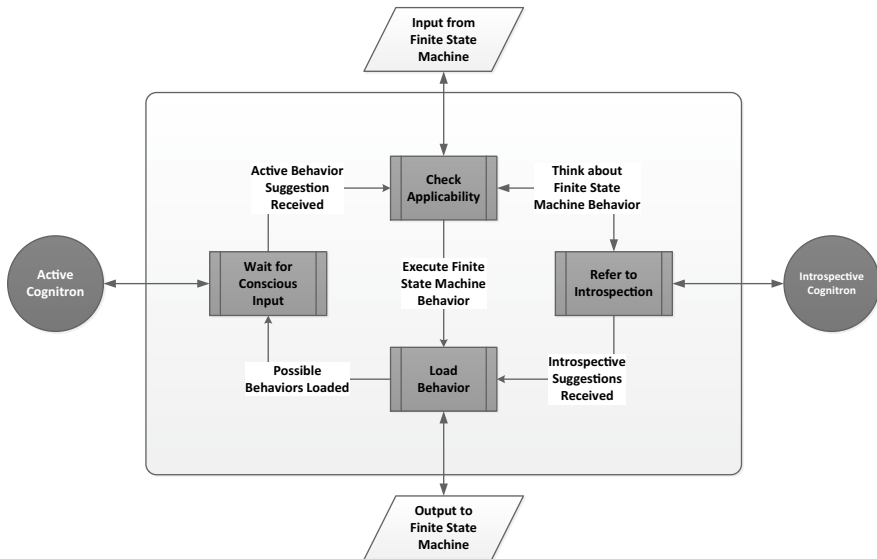 Input from
Finite State
Machine
Active Behavior
Suggestion
Received
Check
Applicability
Think about
Finite State
Machine Behavior
Active
Cognitron
Wait for
Conscious
Input
Execute Finite
State Machine
Behavior
Refer to
Introspection
Introspective
Cognitron
Possible
Behaviors Loaded
Load
Behavior
Introspective
Suggestions
Received
Output to
Finite State
Machine